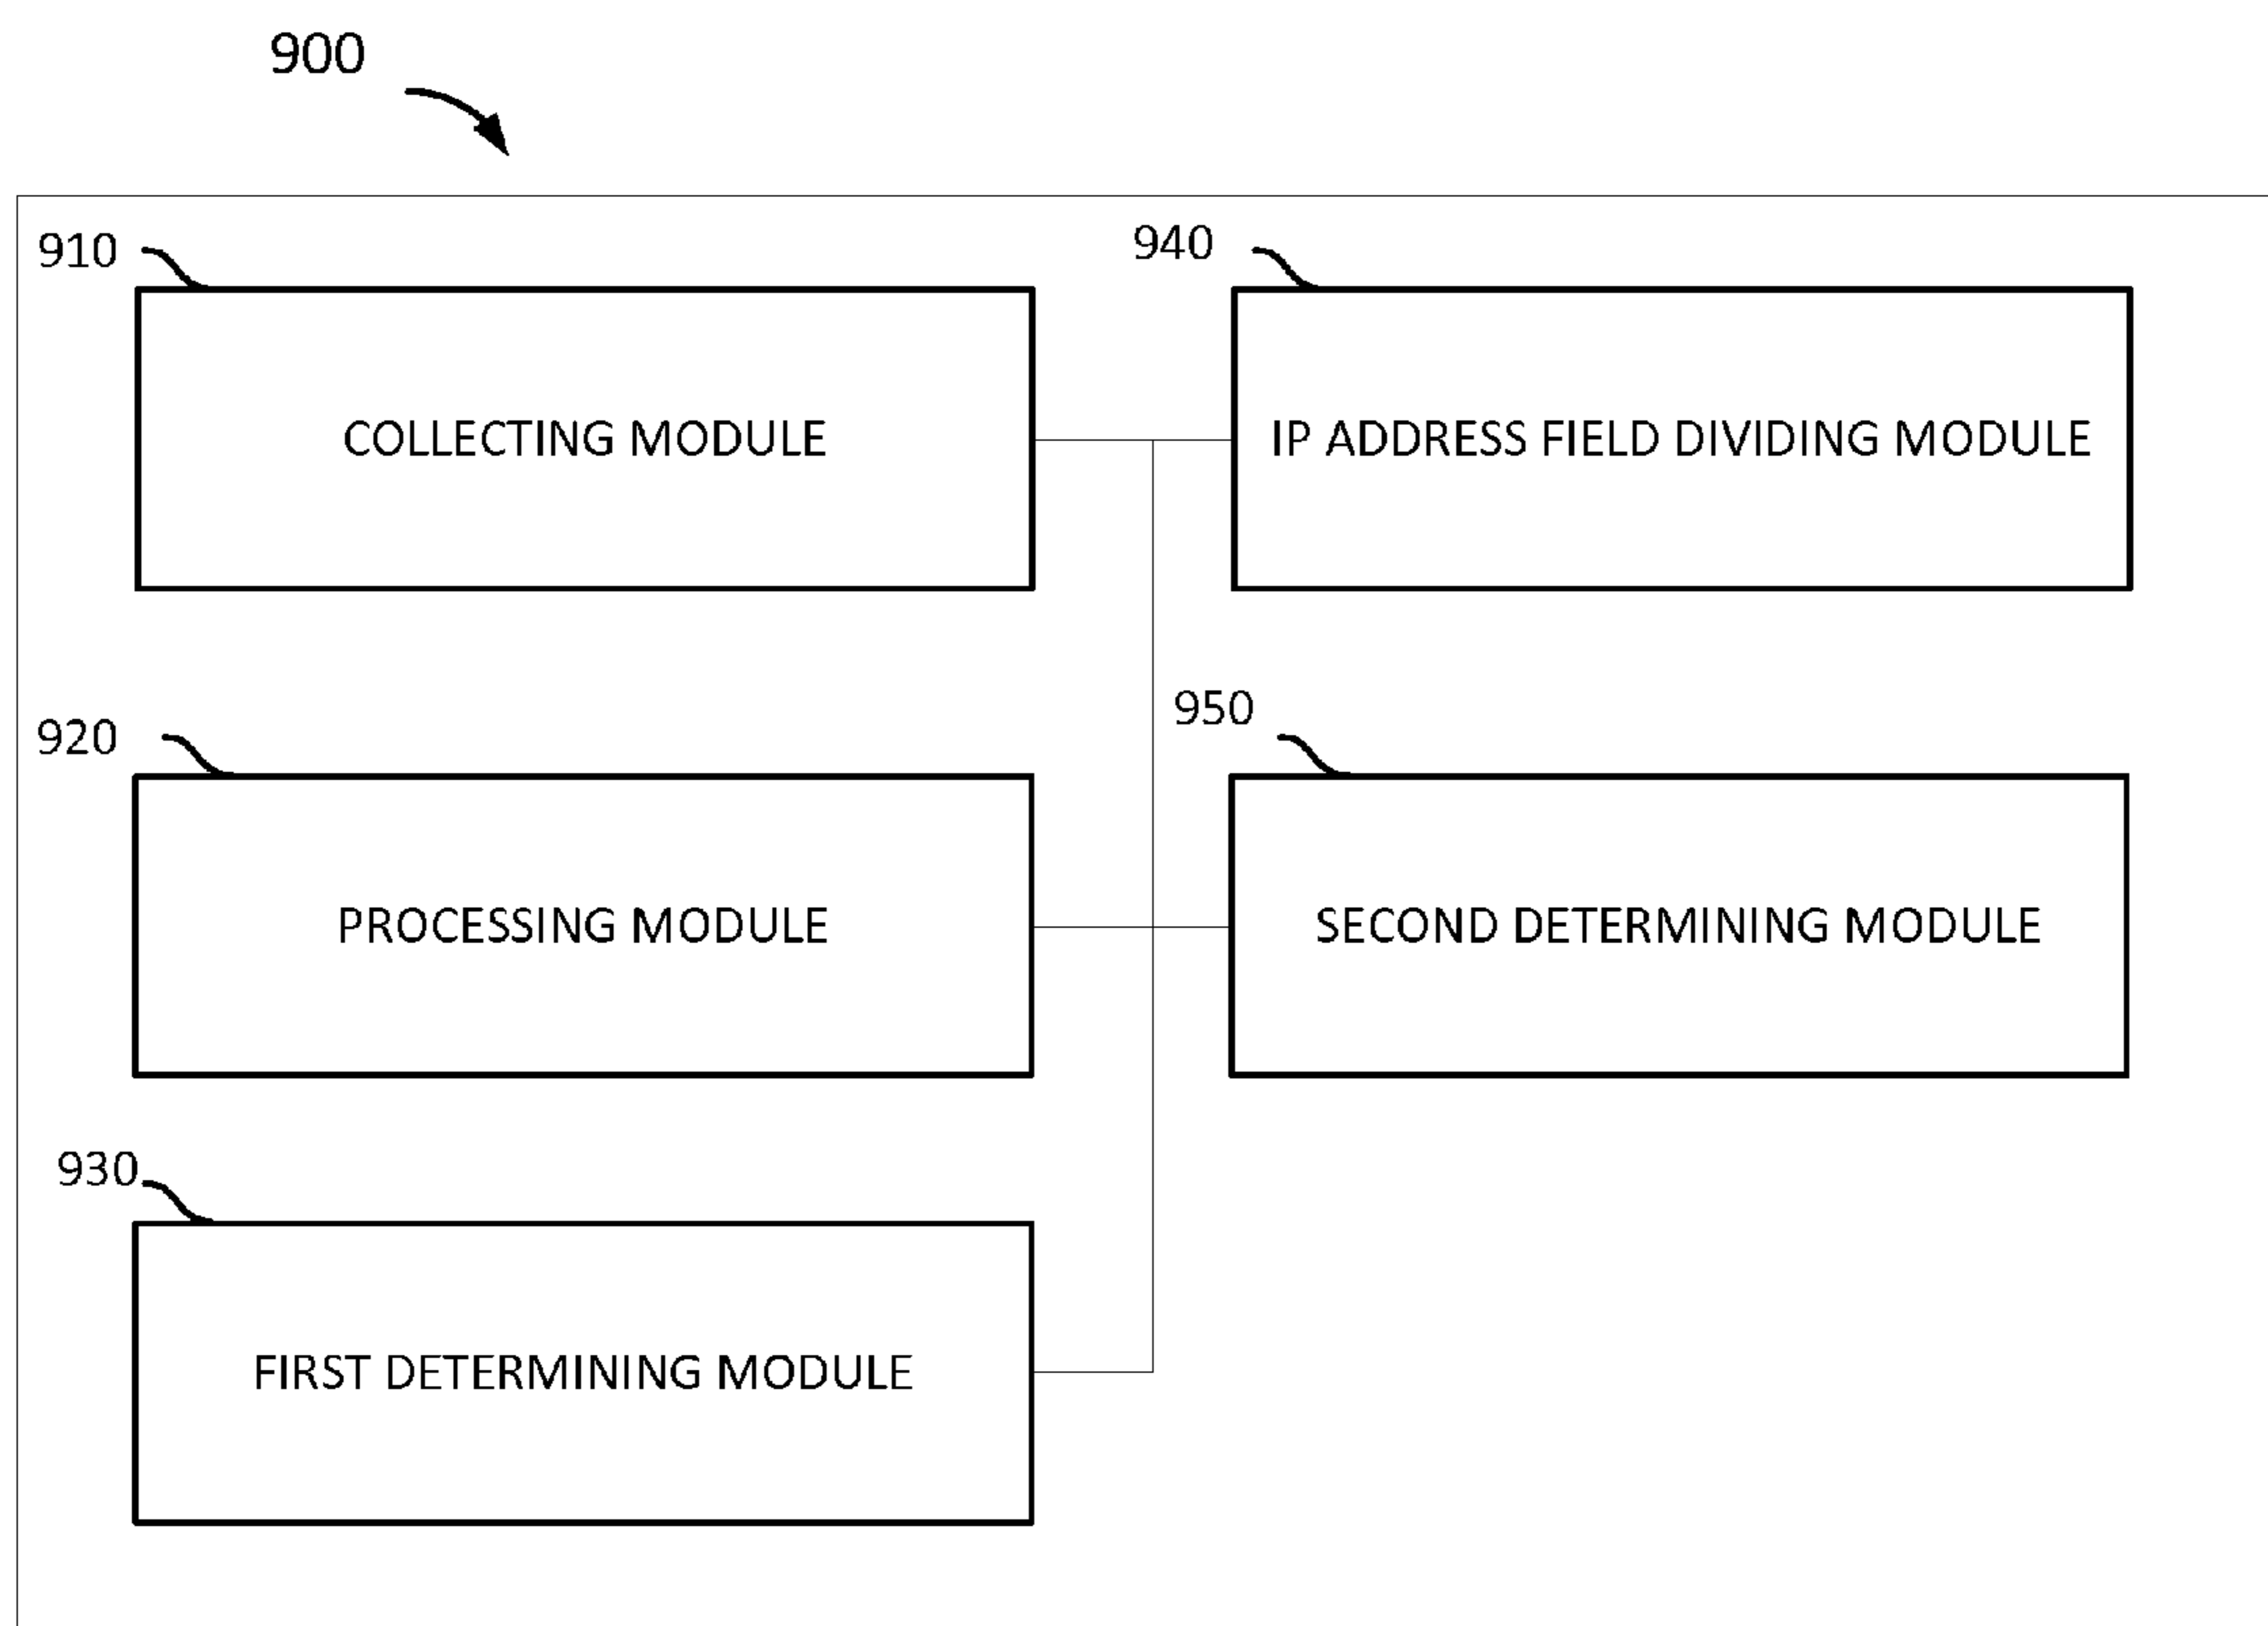 900
910
COLLECTING MODULE
940
IP ADDRESS FIELD DIVIDING MODULE
920
PROCESSING MODULE
950
SECOND DETERMINING MODULE
930
FIRST DETERMINING MODULE